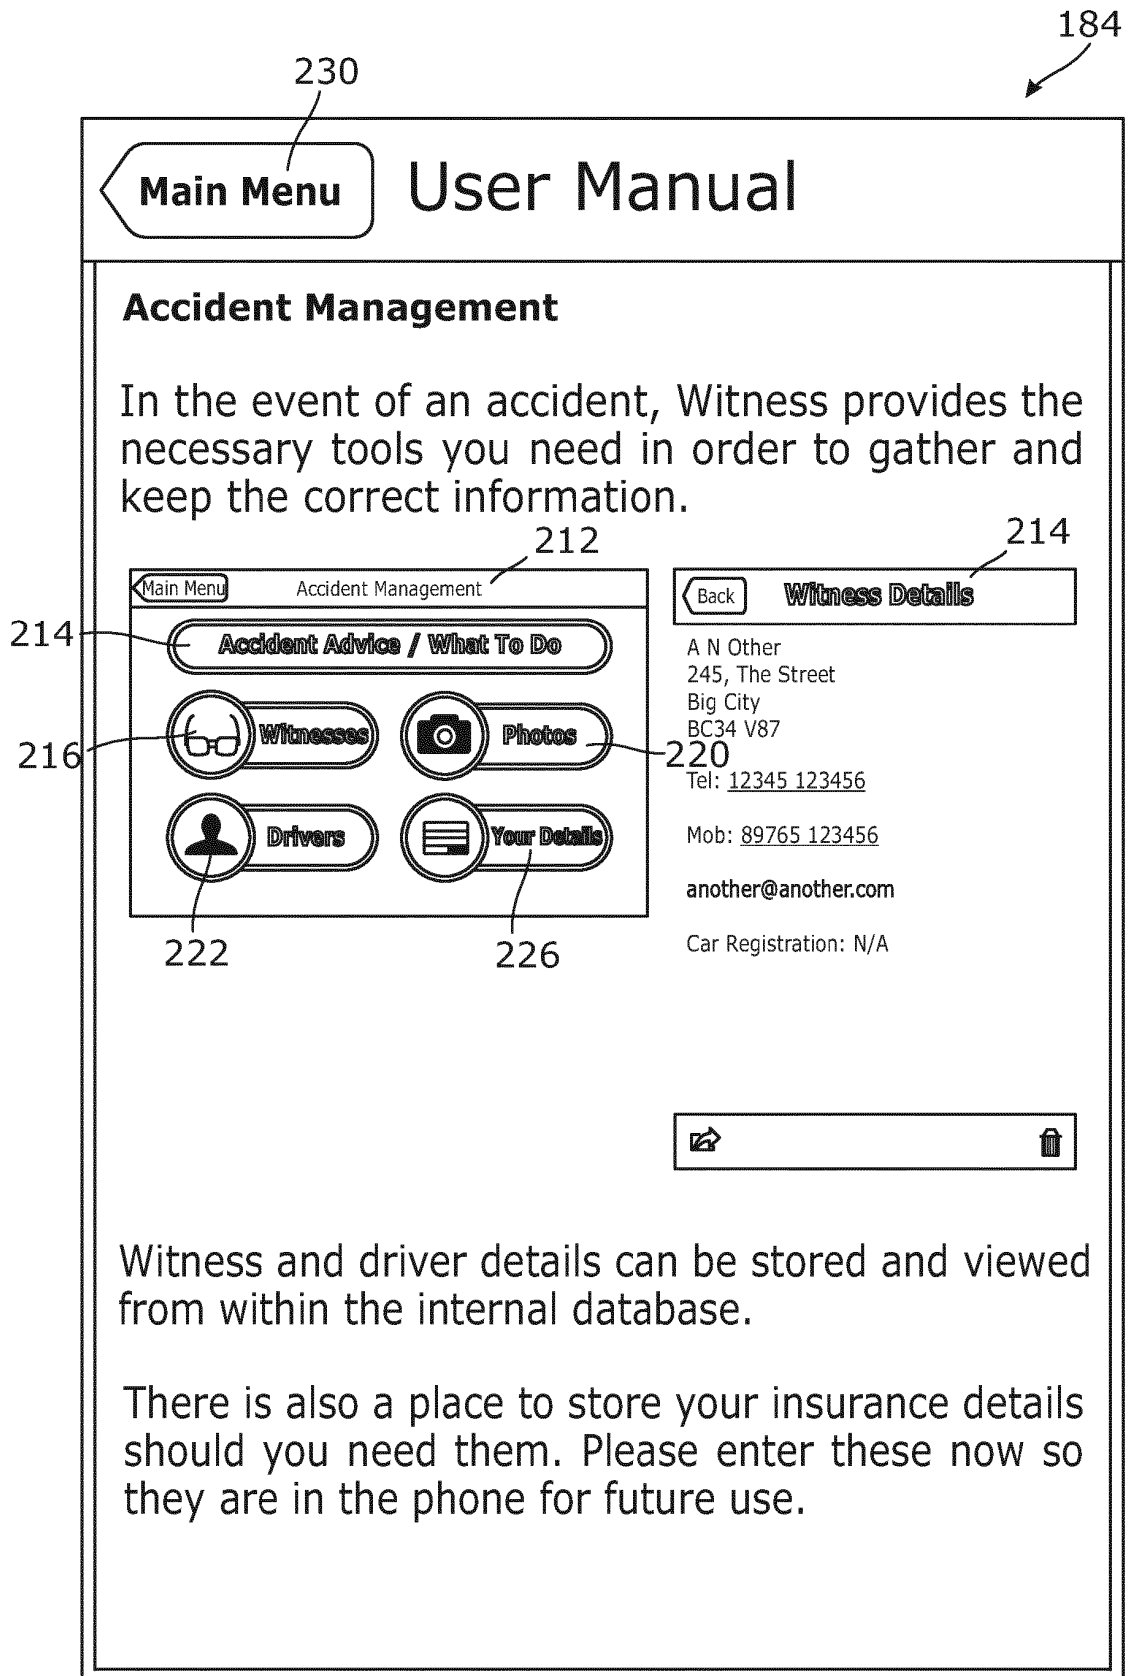 184
230
Main Menu User Manual
Accident Management
In the event of an accident, Witness provides the
necessary tools you need in order to gather and
keep the correct information.
212
214
Main Menu Accident Management
Back Witness Details
214
Accident Advice / What To Do
A N Other
245, The Street
Big City
BC34 V87
216
Witnesses
Photos
220
Tel: 12345 123456
Drivers
Your Details
Mob: 89765 123456
another@another.com
222
226
Car Registration: N/A
Witness and driver details can be stored and viewed
from within the internal database.
There is also a place to store your insurance details
should you need them. Please enter these now so
they are in the phone for future use.